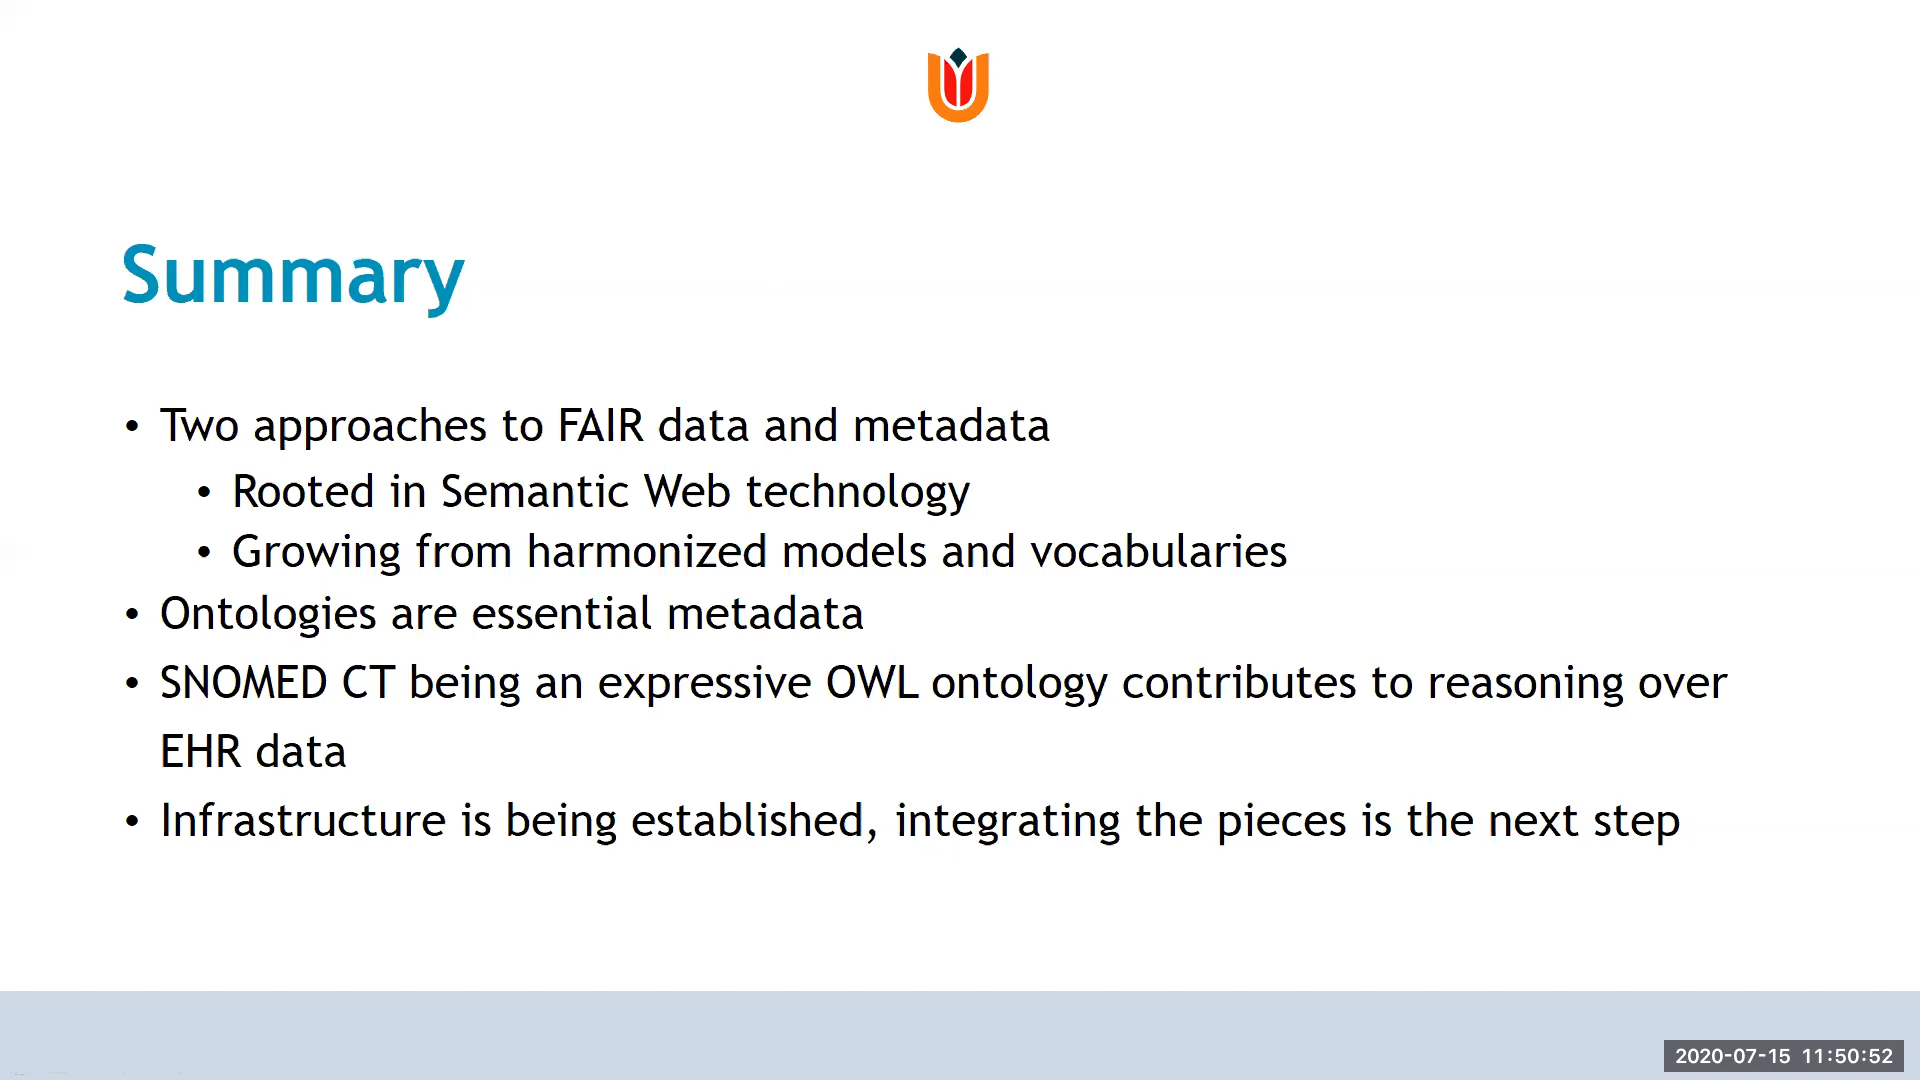 Summary
• Two approaches to FAIR data and metadata
• Rooted in Semantic Web technology
• Growing from harmonized models and vocabularies
• Ontologies are essential metadata
• SNOMED CT being an expressive OWL ontology contributes to reasoning over
EHR data
• Infrastructure is being established, integrating the pieces is the next step
2020-07-15 11:50:52